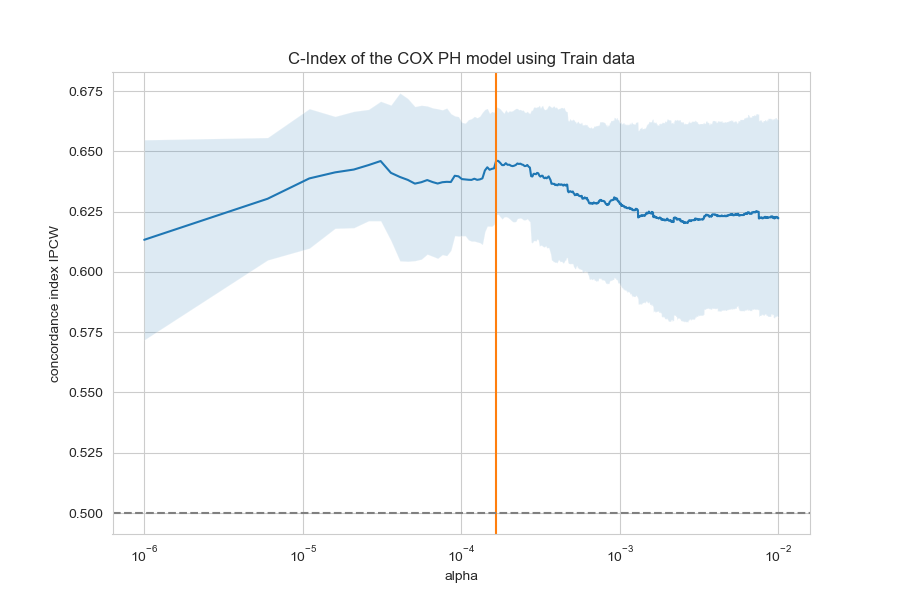 C-Index of the COX PH model using Train data
concordance index IPCW
0.675
0.650
0.625
0.600
0.575
0.550
0.525
0.500
10⁻⁶ 10⁻⁵ 10⁻⁴ 10⁻³ 10⁻²
alpha